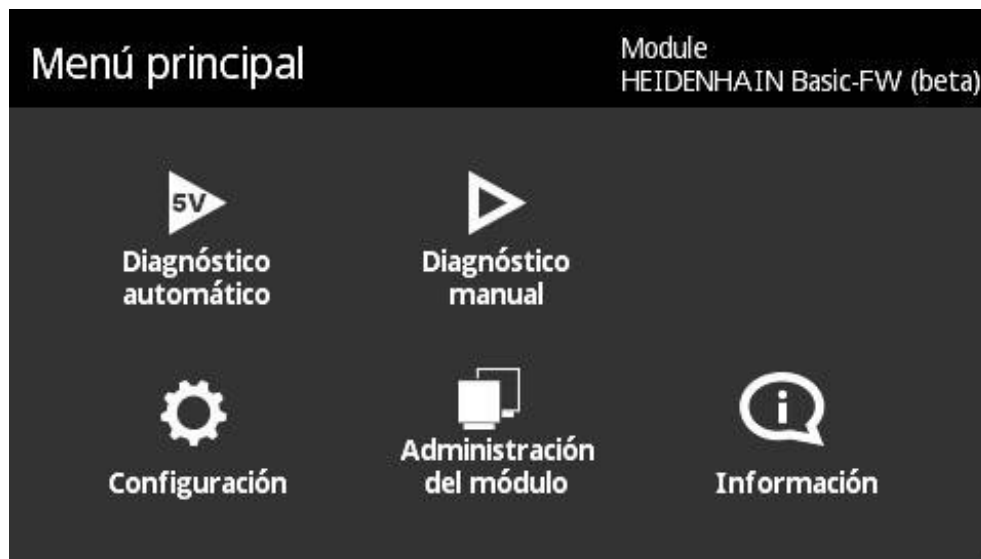 Menú principal
Module
HEIDENHAIN Basic-FW (beta)
5V
Diagnóstico
automático
Diagnóstico
manual
Configuración
Administración
del módulo
i
Información